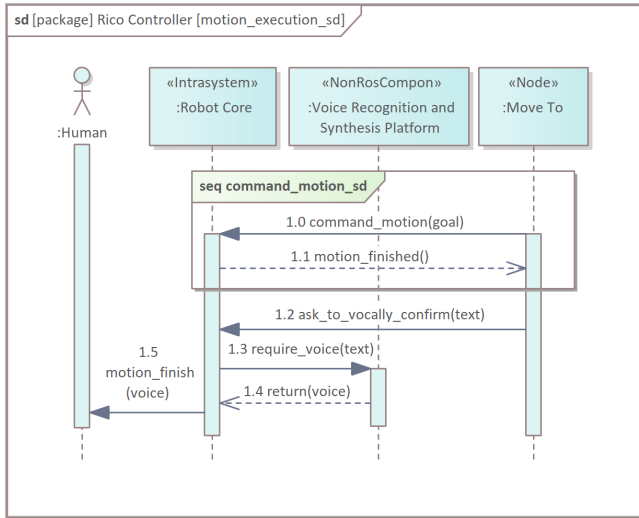 sd [package] Rico Controller [motion_execution_sd]
:Human
«Intrasystem»
:Robot Core
«NonRosCompon»
:Voice Recognition and
Synthesis Platform
«Node»
:Move To
seq command_motion_sd
1.0 command_motion(goal)
1.1 motion_finished()
1.2 ask_to_vocally_confirm(text)
1.3 require_voice(text)
1.4 return(voice)
1.5
motion_finish
(voice)